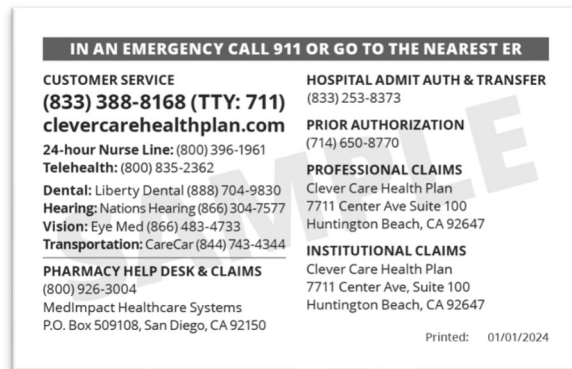 IN AN EMERGENCY CALL 911 OR GO TO THE NEAREST ER
CUSTOMER SERVICE
(833) 388-8168 (TTY: 711)
clevercarehealthplan.com
24-hour Nurse Line: (800) 396-1961
Telehealth: (800) 835-2362
Dental: Liberty Dental (888) 704-9830
Hearing: Nations Hearing (866) 304-7577
Vision: Eye Med (866) 483-4733
Transportation: CareCar (844) 743-4344
PHARMACY HELP DESK & CLAIMS
(800) 926-3004
MedImpact Healthcare Systems
P.O. Box 509108, San Diego, CA 92150
HOSPITAL ADMIT AUTH & TRANSFER
(833) 253-8373
PRIOR AUTHORIZATION
(714) 650-8770
PROFESSIONAL CLAIMS
Clever Care Health Plan
7711 Center Ave Suite 100
Huntington Beach, CA 92647
INSTITUTIONAL CLAIMS
Clever Care Health Plan
7711 Center Ave, Suite 100
Huntington Beach, CA 92647
Printed: 01/01/2024
SAMPLE